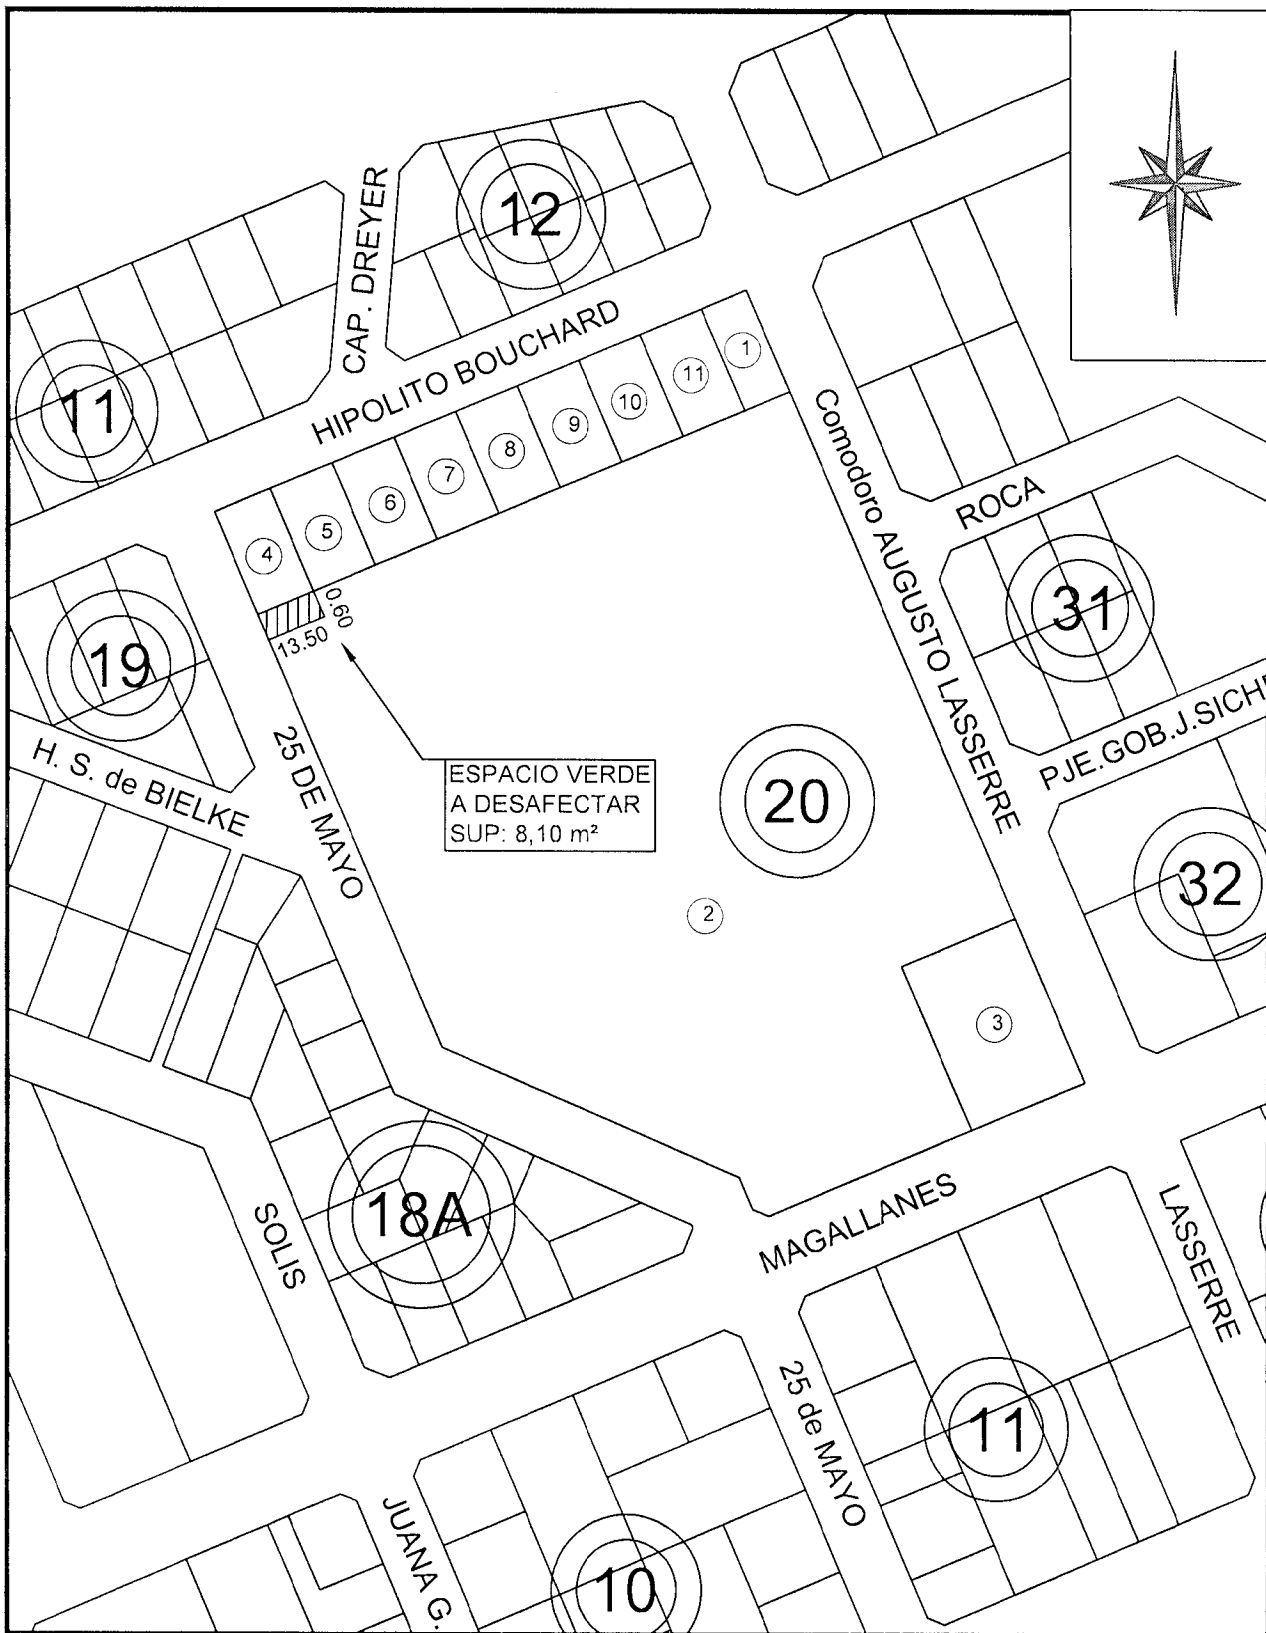 12
CAP. DREYER
11
HIPOLITO BOUCHARD
1
11
10
9
8
7
6
5
4
Comodoro AUGUSTO LASSERRE
ROCA
31
0.60
13.50
19
H. S. de BIELKE
25 DE MAYO
ESPACIO VERDE
A DESAFECTAR
SUP: 8,10 m²
20
PJE.GOB.J.SICH
32
2
3
18A
SOLIS
MAGALLANES
LASSERRE
25 de MAYO
11
JUANA G.
10